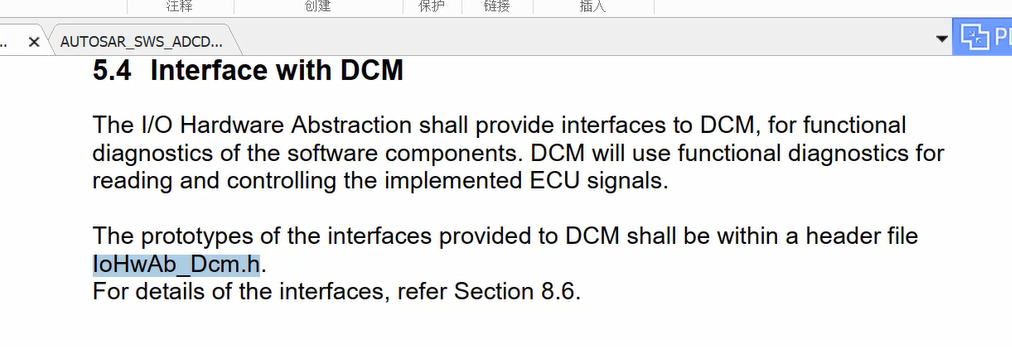 注释
创建
保护
链接
插入
..
AUTOSAR_SWS_ADCD...
5.4 Interface with DCM
The I/O Hardware Abstraction shall provide interfaces to DCM, for functional
diagnostics of the software components. DCM will use functional diagnostics for
reading and controlling the implemented ECU signals.
The prototypes of the interfaces provided to DCM shall be within a header file
IoHwAb_Dcm.h.
For details of the interfaces, refer Section 8.6.